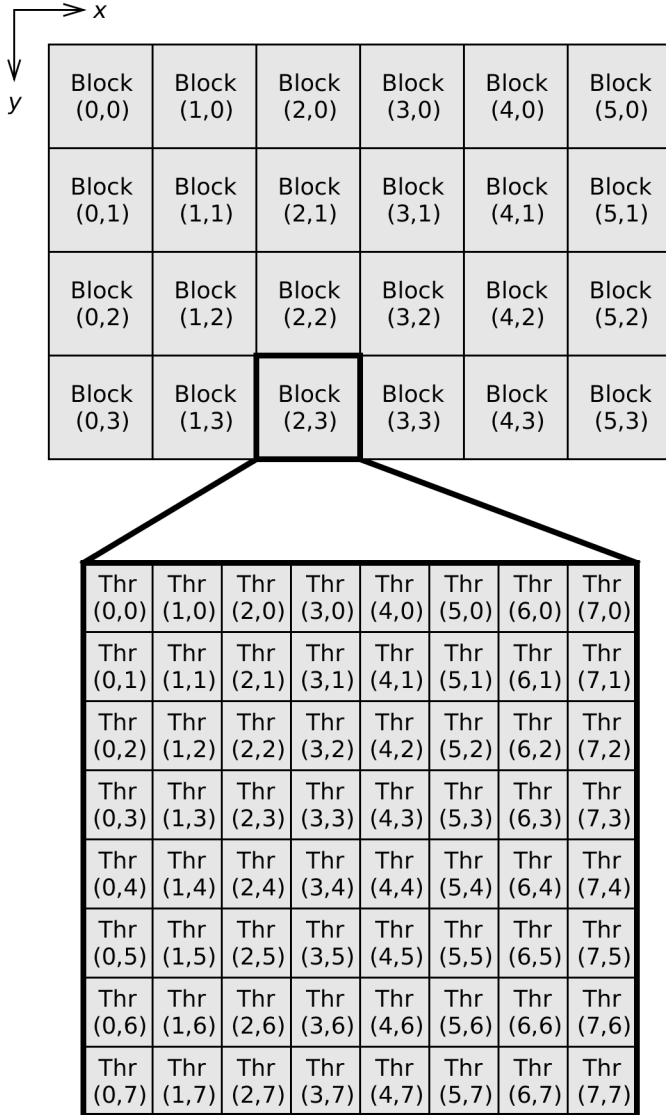 x
y
Block Block Block Block Block Block
(0,0) (1,0) (2,0) (3,0) (4,0) (5,0)
Block Block Block Block Block Block
(0,1) (1,1) (2,1) (3,1) (4,1) (5,1)
Block Block Block Block Block Block
(0,2) (1,2) (2,2) (3,2) (4,2) (5,2)
Block Block Block Block Block Block
(0,3) (1,3) (2,3) (3,3) (4,3) (5,3)
Thr Thr Thr Thr Thr Thr Thr Thr
(0,0) (1,0) (2,0) (3,0) (4,0) (5,0) (6,0) (7,0)
Thr Thr Thr Thr Thr Thr Thr Thr
(0,1) (1,1) (2,1) (3,1) (4,1) (5,1) (6,1) (7,1)
Thr Thr Thr Thr Thr Thr Thr Thr
(0,2) (1,2) (2,2) (3,2) (4,2) (5,2) (6,2) (7,2)
Thr Thr Thr Thr Thr Thr Thr Thr
(0,3) (1,3) (2,3) (3,3) (4,3) (5,3) (6,3) (7,3)
Thr Thr Thr Thr Thr Thr Thr Thr
(0,4) (1,4) (2,4) (3,4) (4,4) (5,4) (6,4) (7,4)
Thr Thr Thr Thr Thr Thr Thr Thr
(0,5) (1,5) (2,5) (3,5) (4,5) (5,5) (6,5) (7,5)
Thr Thr Thr Thr Thr Thr Thr Thr
(0,6) (1,6) (2,6) (3,6) (4,6) (5,6) (6,6) (7,6)
Thr Thr Thr Thr Thr Thr Thr Thr
(0,7) (1,7) (2,7) (3,7) (4,7) (5,7) (6,7) (7,7)